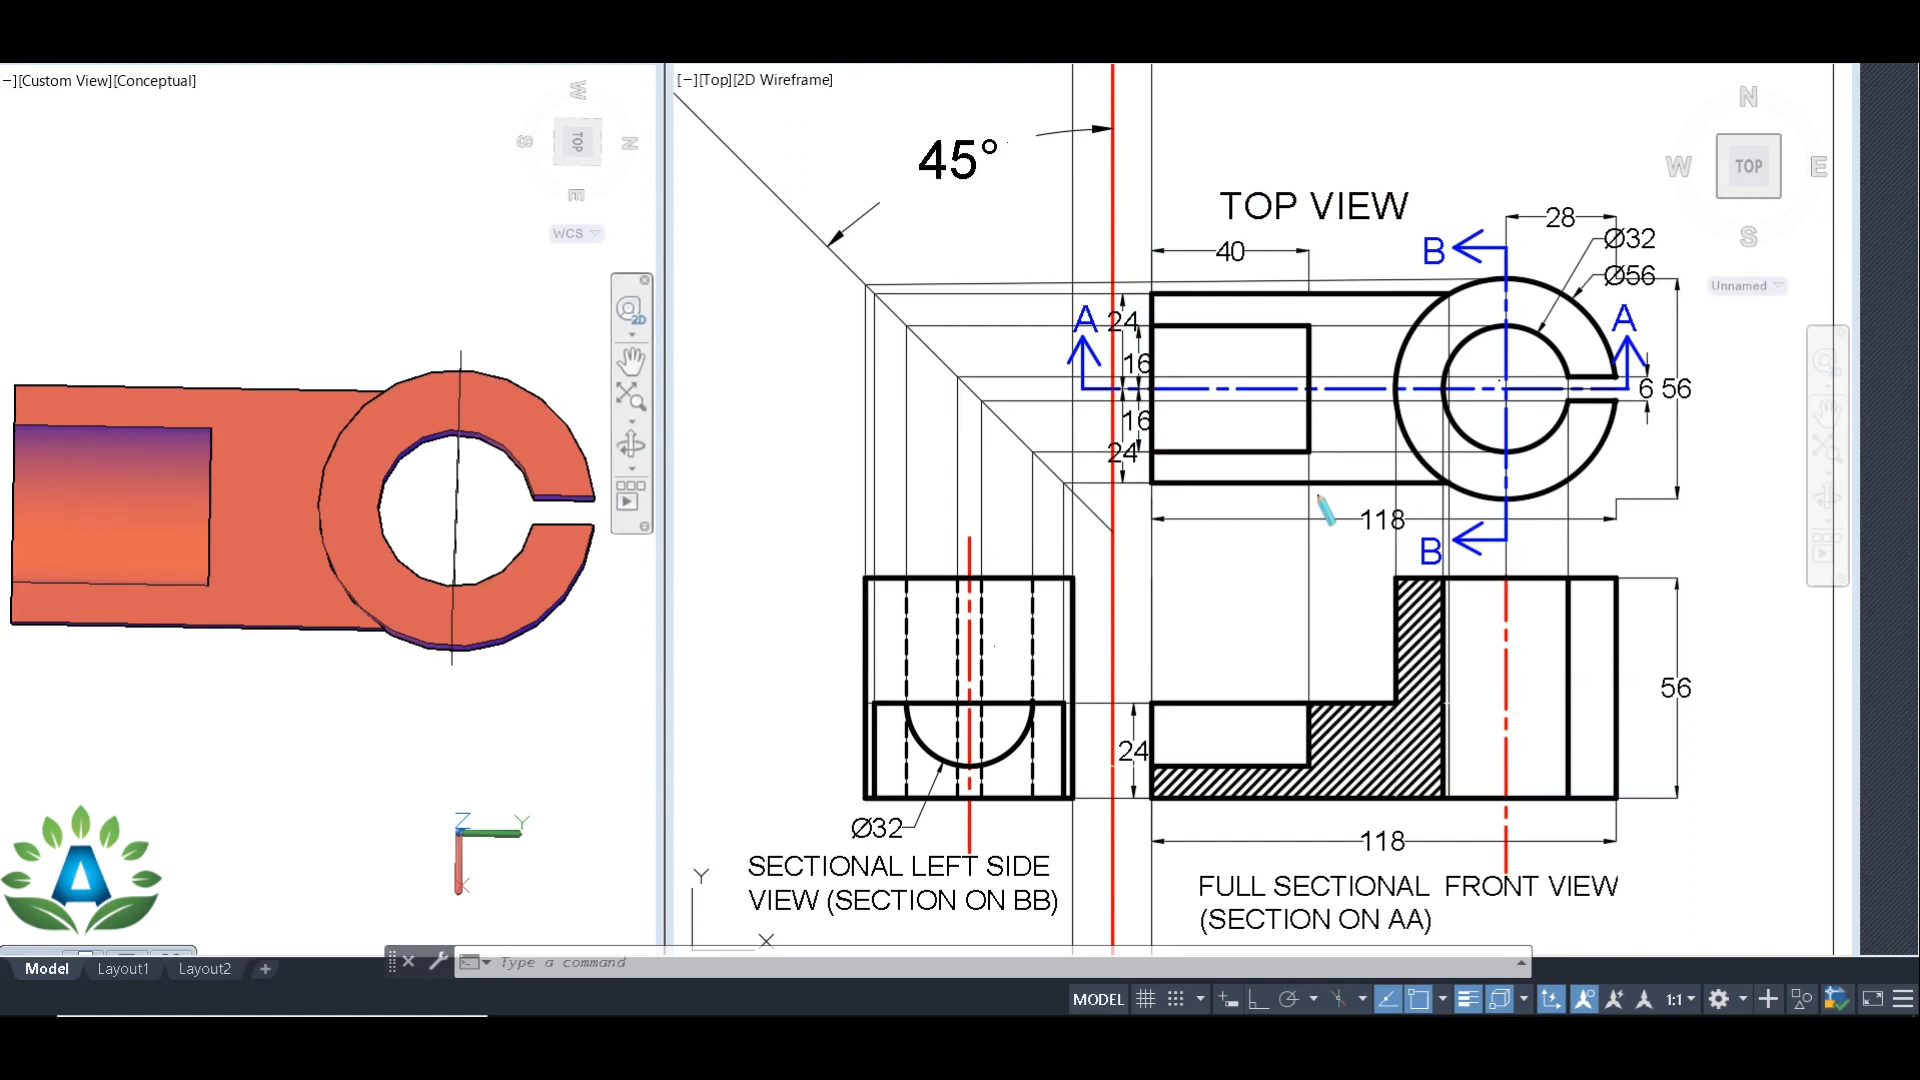 −][Custom View][Conceptual]
W
S
TOP
N
E
WCS
2D
Z
Y
X
A
[−][Top][2D Wireframe]
45°
TOP VIEW
N
W
TOP
E
S
Unnamed
28
Ø32
Ø56
40
B
A
24
16
A
6
56
16
24
118
B
56
24
Ø32
118
SECTIONAL LEFT SIDE
VIEW (SECTION ON BB)
FULL SECTIONAL FRONT VIEW
(SECTION ON AA)
Y
X
Type a command
Model
Layout1
Layout2
+
MODEL
1:1